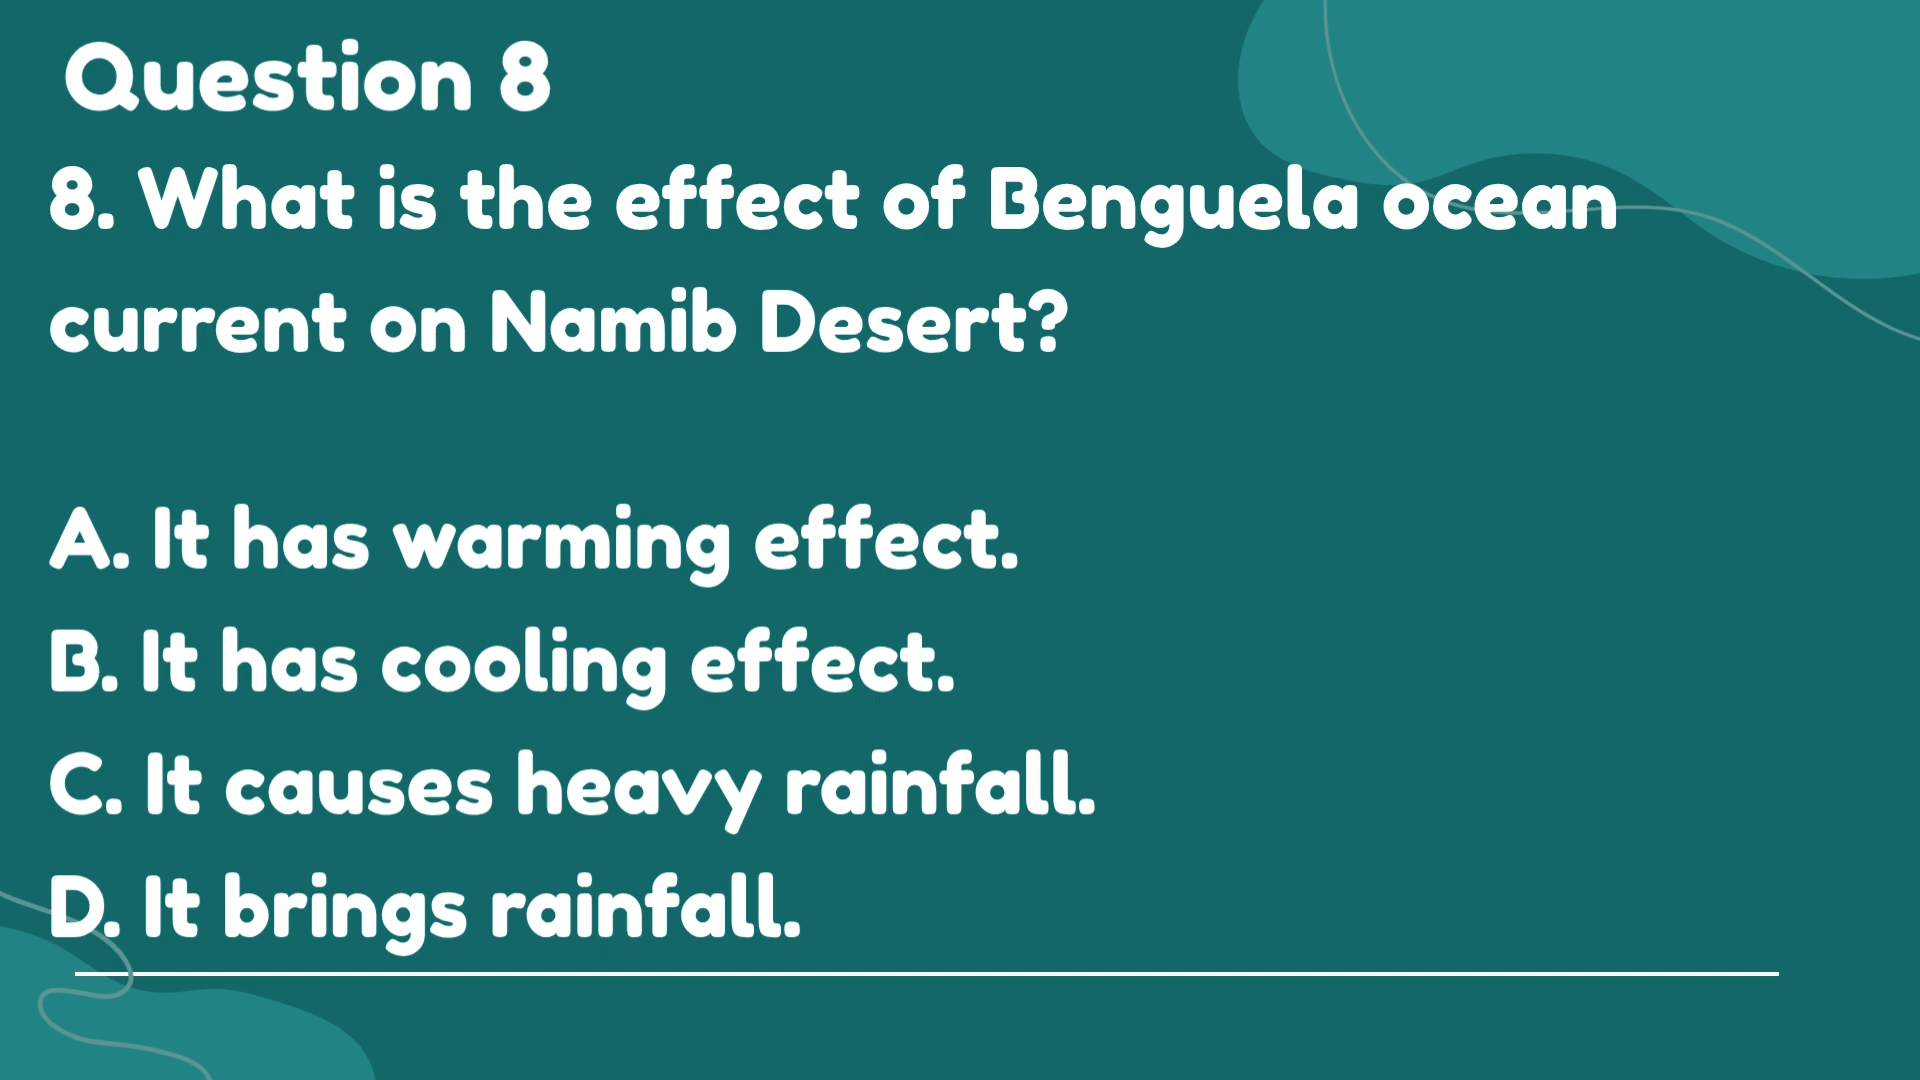 Question 8
8. What is the effect of Benguela ocean
current on Namib Desert?
A. It has warming effect.
B. It has cooling effect.
C. It causes heavy rainfall.
D. It brings rainfall.